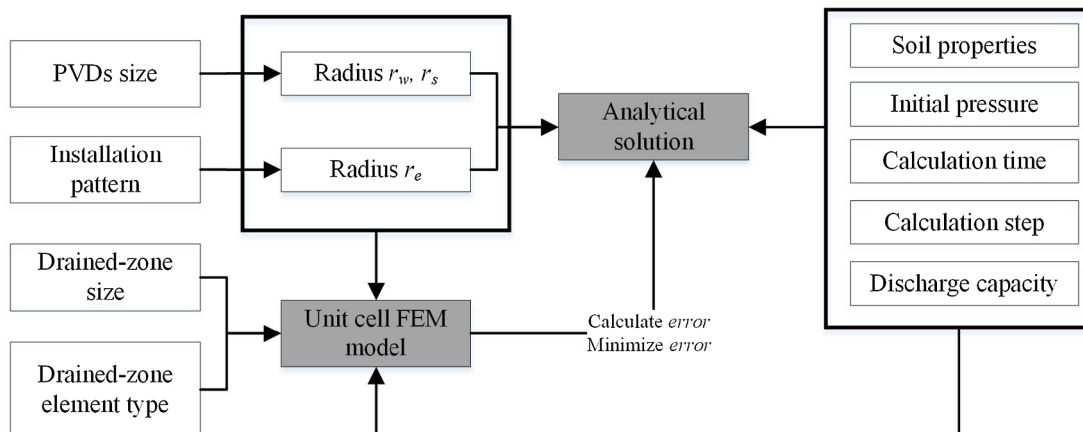 PVDs size
Radius r_w, r_s
Installation
pattern
Radius r_e
Analytical
solution
Soil properties
Initial pressure
Calculation time
Calculation step
Discharge capacity
Drained-zone
size
Drained-zone
element type
Unit cell FEM
model
Calculate error
Minimize error